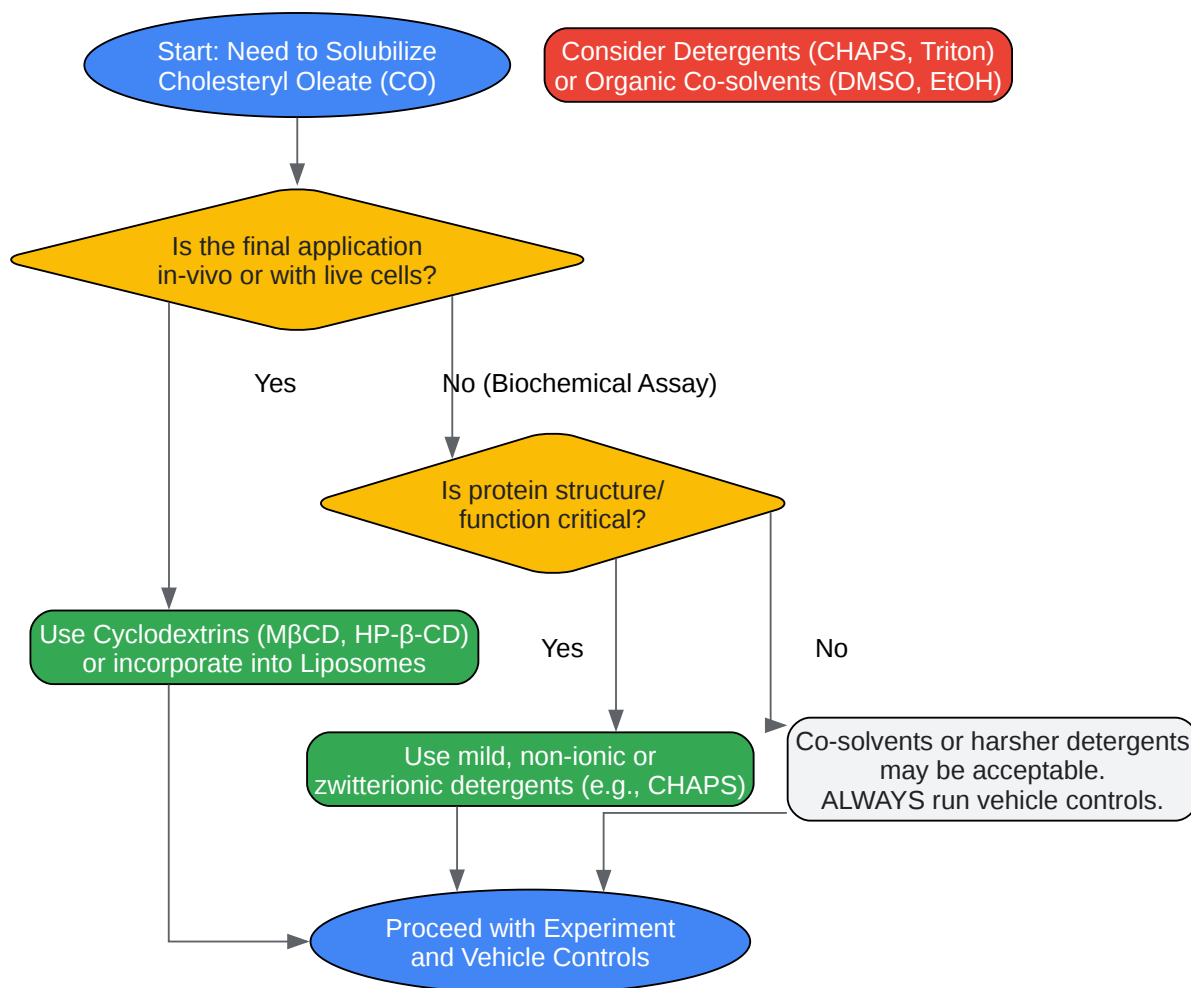 Start: Need to Solubilize
Cholesteryl Oleate (CO)
Consider Detergents (CHAPS, Triton)
or Organic Co-solvents (DMSO, EtOH)
Is the final application
in-vivo or with live cells?
Yes
No (Biochemical Assay)
Is protein structure/
function critical?
Use Cyclodextrins (MβCD, HP-β-CD)
or incorporate into Liposomes
Yes
No
Use mild, non-ionic or
zwitterionic detergents (e.g., CHAPS)
Co-solvents or harsher detergents
may be acceptable.
ALWAYS run vehicle controls.
Proceed with Experiment
and Vehicle Controls